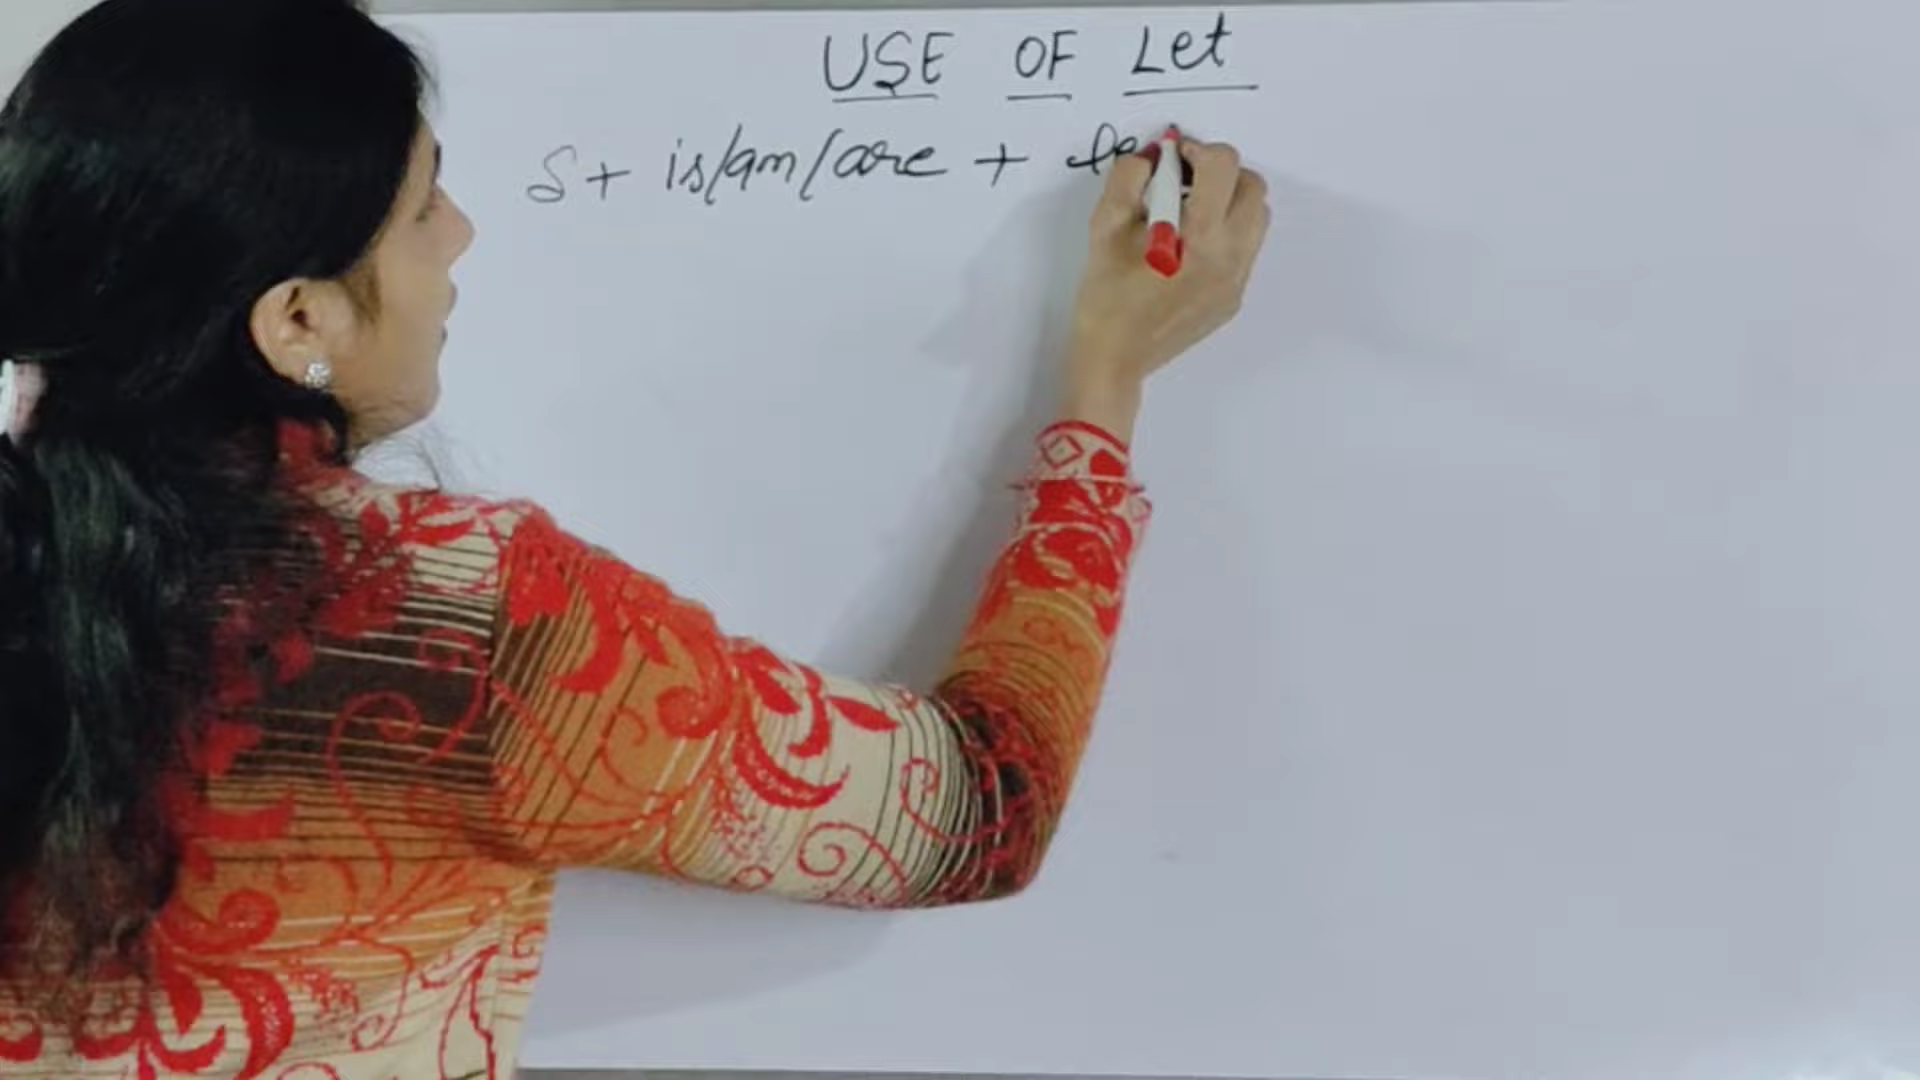 USE OF Let
S + is/am/are +